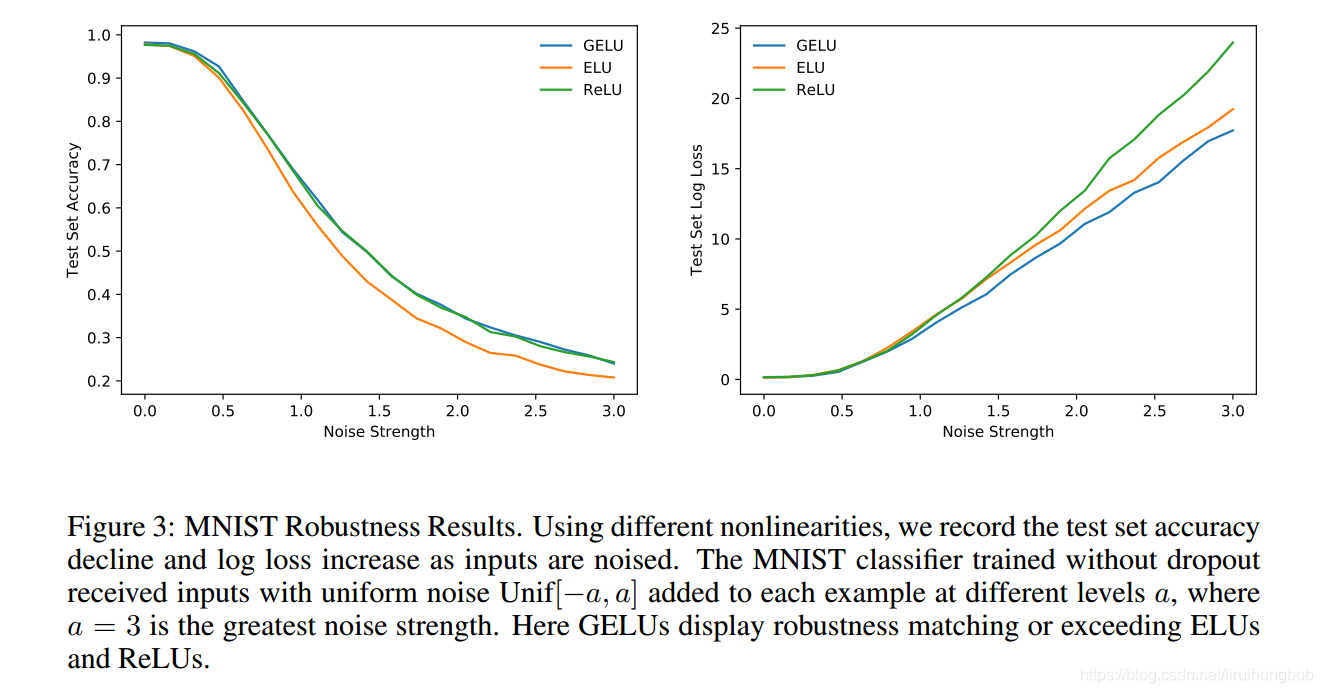 1.0
0.9
0.8
0.7
0.6
0.5
0.4
0.3
0.2
Test Set Accuracy
GELU
ELU
ReLU
0.0 0.5 1.0 1.5 2.0 2.5 3.0
Noise Strength
25
20
15
10
5
0
Test Set Log Loss
GELU
ELU
ReLU
0.0 0.5 1.0 1.5 2.0 2.5 3.0
Noise Strength
Figure 3: MNIST Robustness Results. Using different nonlinearities, we record the test set accuracy
decline and log loss increase as inputs are noised. The MNIST classifier trained without dropout
received inputs with uniform noise Unif[−a, a] added to each example at different levels a, where
a = 3 is the greatest noise strength. Here GELUs display robustness matching or exceeding ELUs
and ReLUs.
https://blog.csdn.net/liruihongbob